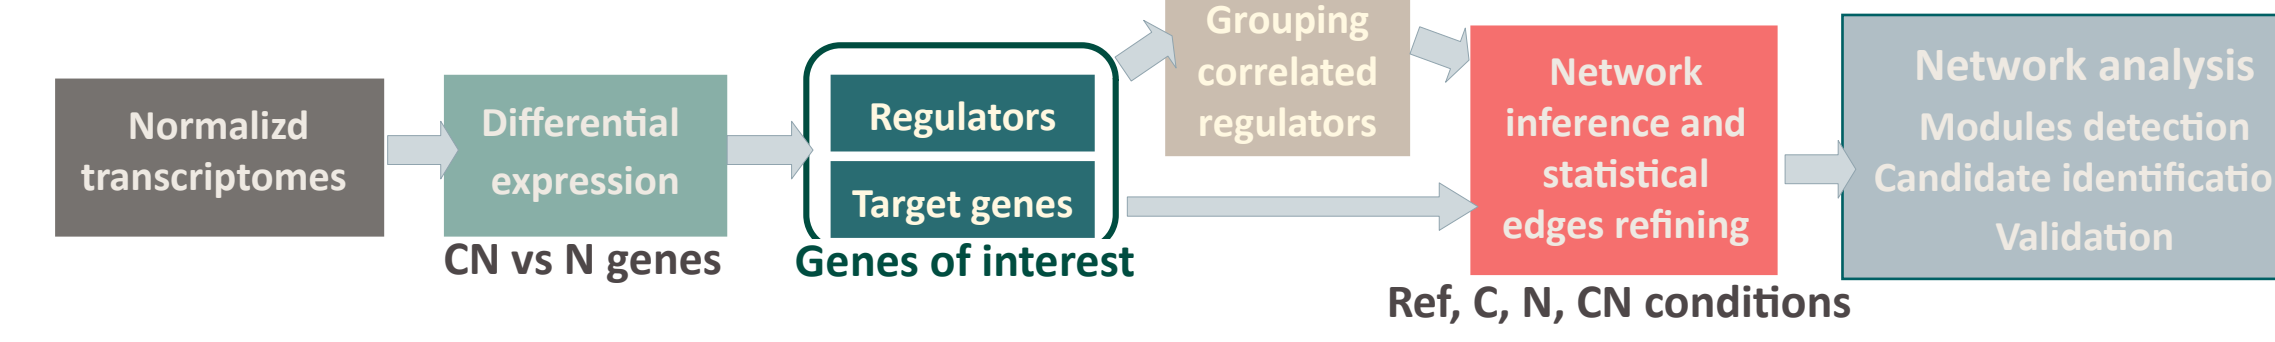 Normalizd
transcriptomes
Differential
expression
CN vs N genes
Regulators
Target genes
Genes of interest
Grouping
correlated
regulators
Network
inference and
statistical
edges refining
Ref, C, N, CN conditions
Network analysis
Modules detection
Candidate identificatio
Validation